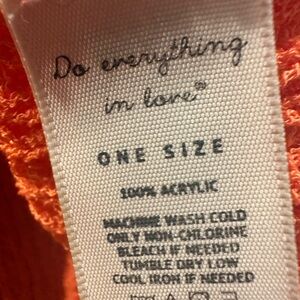 Do everything
in love®
ONE SIZE
100% ACRYLIC
MACHINE WASH COLD
ONLY NON-CHLORINE
BLEACH IF NEEDED
TUMBLE DRY LOW
COOL IRON IF NEEDED